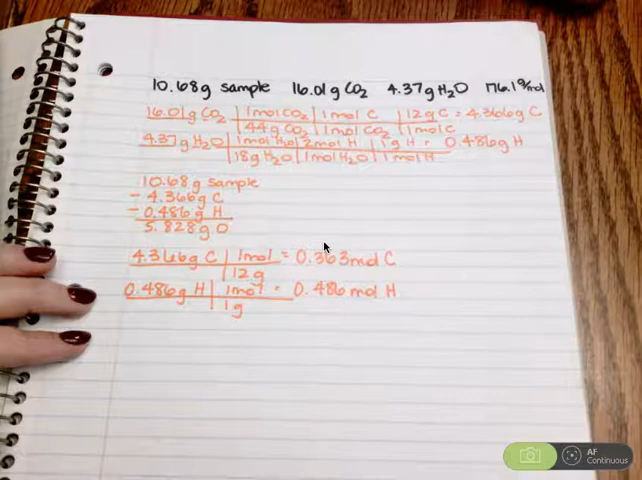 10.68g sample 16.01g CO2 4.37g H2O 176.1g/mol
16.01g CO2 | 1mol CO2 | 1mol C | 12g C = 4.366g C
44g CO2 | 1mol CO2 | 1mol C
4.37g H2O | 1mol H2O | 2mol H | 1g H = 0.486g H
18g H2O | 1mol H2O | 1mol H
10.68g sample
- 4.366g C
- 0.486g H
5.828g O
4.366g C | 1mol = 0.363mol C
12g
0.486g H | 1mol = 0.486mol H
1g
AF
Continuous